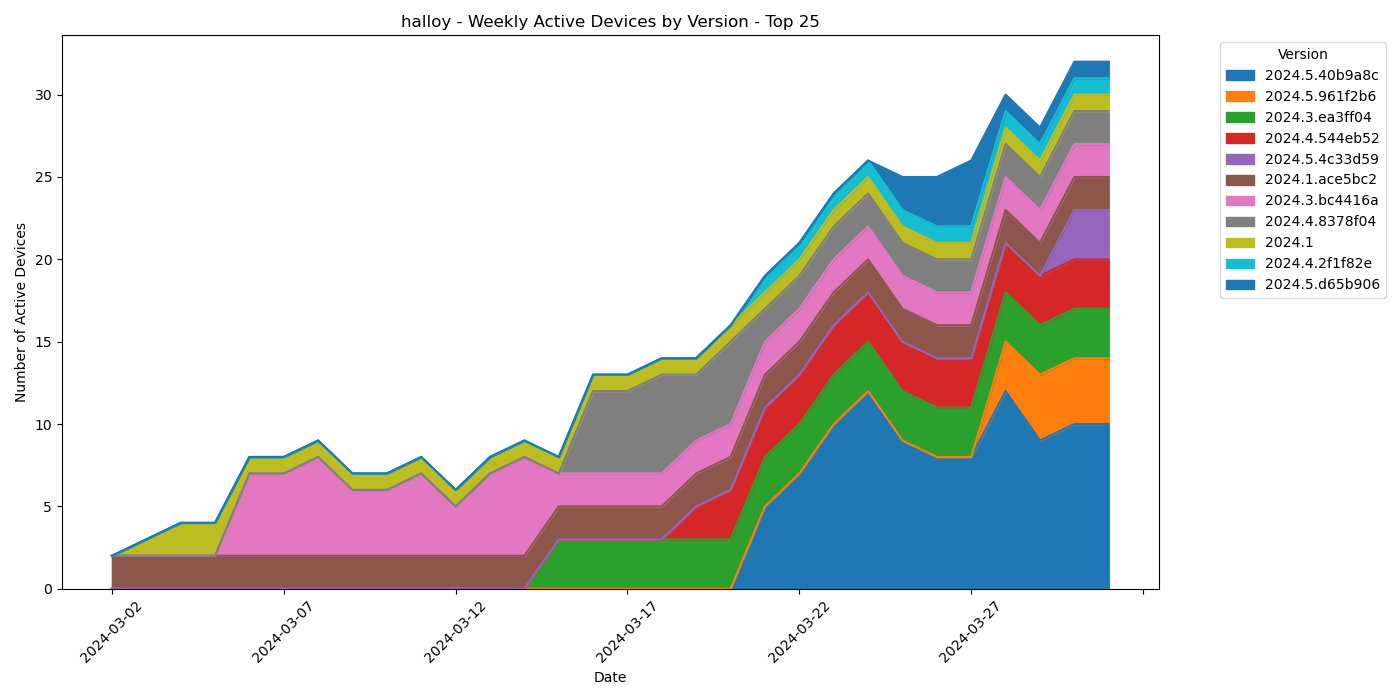 halloy - Weekly Active Devices by Version - Top 25
Number of Active Devices
30
25
20
15
10
5
0
2024-03-02
2024-03-07
2024-03-12
2024-03-17
2024-03-22
2024-03-27
Date
Version
2024.5.40b9a8c
2024.5.961f2b6
2024.3.ea3ff04
2024.4.544eb52
2024.5.4c33d59
2024.1.ace5bc2
2024.3.bc4416a
2024.4.8378f04
2024.1
2024.4.2f1f82e
2024.5.d65b906